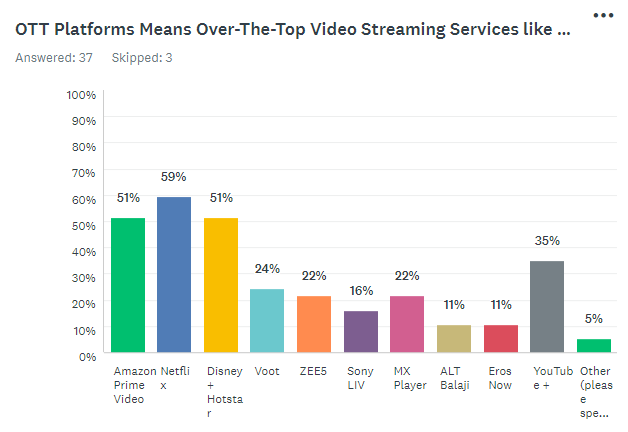 •••
OTT Platforms Means Over-The-Top Video Streaming Services like ...
Answered: 37 Skipped: 3
100%
90%
80%
70%
60%
50%
40%
30%
20%
10%
0%
51%
59%
51%
24%
22%
16%
22%
11%
11%
35%
5%
Amazon
Prime
Video
Netfli
x
Disney
+
Hotsta
r
Voot
ZEE5
Sony
LIV
MX
Player
ALT
Balaji
Eros
Now
YouTub
e +
Other
(pleas
e
spe...